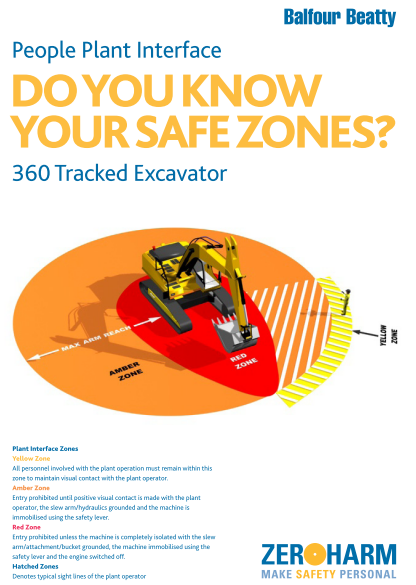 Balfour Beatty
People Plant Interface
DO YOU KNOW
YOUR SAFE ZONES?
360 Tracked Excavator
MAX ARM REACH
AMBER
ZONE
RED
ZONE
YELLOW
ZONE
Plant Interface Zones
Yellow Zone
All personnel involved with the plant operation must remain within this
zone to maintain visual contact with the plant operator.
Amber Zone
Entry prohibited until positive visual contact is made with the plant
operator, the slew arm/hydraulics grounded and the machine is
immobilised using the safety lever.
Red Zone
Entry prohibited unless the machine is completely isolated with the slew
arm/attachment/bucket grounded, the machine immobilised using the
safety lever and the engine switched off.
Hatched Zones
Denotes typical sight lines of the plant operator
ZERO HARM
MAKE SAFETY PERSONAL